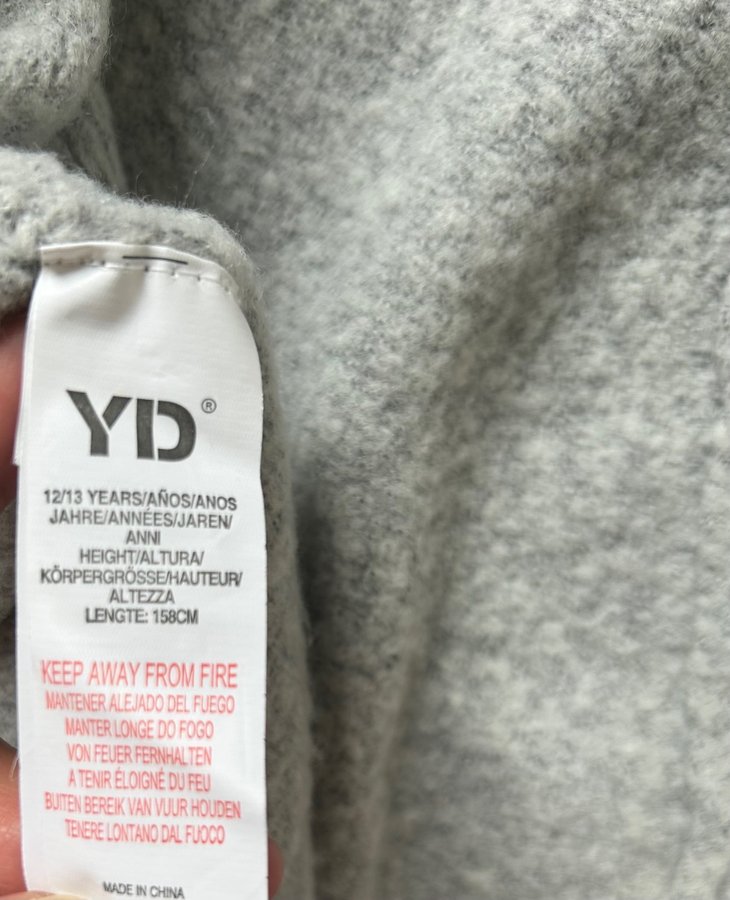 YD®
12/13 YEARS/AÑOS/ANOS
JAHRE/ANNÉES/JAREN/
ANNI
HEIGHT/ALTURA/
KÖRPERGRÖSSE/HAUTEUR/
ALTEZZA
LENGTE: 158CM
KEEP AWAY FROM FIRE
MANTENER ALEJADO DEL FUEGO
MANTER LONGE DO FOGO
VON FEUER FERNHALTEN
A TENIR ÉLOIGNÉ DU FEU
BUITEN BEREIK VAN VUUR HOUDEN
TENERE LONTANO DAL FUOCO
MADE IN CHINA